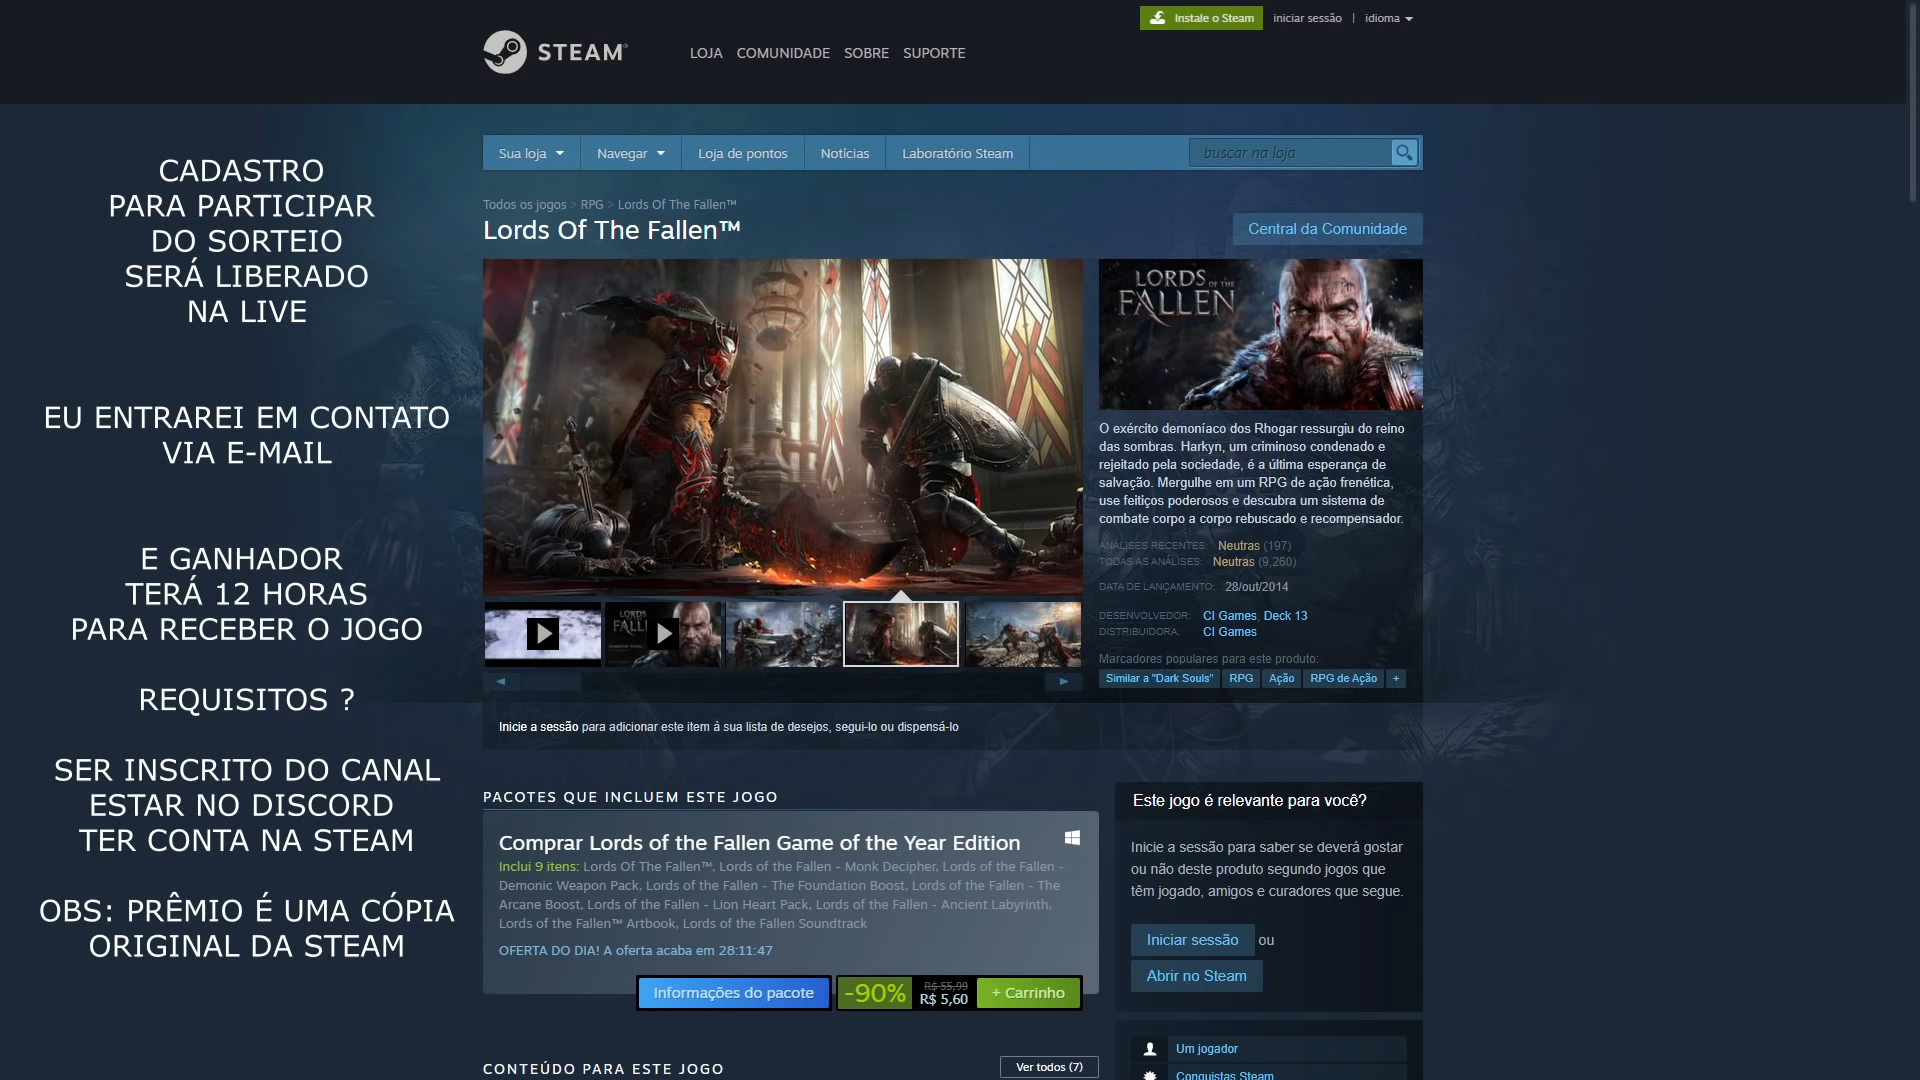 Instale o Steam
iniciar sessão | idioma
STEAM®
LOJA COMUNIDADE SOBRE SUPORTE
CADASTRO
PARA PARTICIPAR
DO SORTEIO
SERÁ LIBERADO
NA LIVE
EU ENTRAREI EM CONTATO
VIA E-MAIL
E GANHADOR
TERÁ 12 HORAS
PARA RECEBER O JOGO
REQUISITOS ?
SER INSCRITO DO CANAL
ESTAR NO DISCORD
TER CONTA NA STEAM
OBS: PRÊMIO É UMA CÓPIA
ORIGINAL DA STEAM
Sua loja Navegar Loja de pontos Notícias Laboratório Steam buscar na loja
Todos os jogos > RPG > Lords Of The Fallen™
Lords Of The Fallen™
Central da Comunidade
LORDS OF THE
FALLEN
O exército demoníaco dos Rhogar ressurgiu do reino
das sombras. Harkyn, um criminoso condenado e
rejeitado pela sociedade, é a última esperança de
salvação. Mergulhe em um RPG de ação frenética,
use feitiços poderosos e descubra um sistema de
combate corpo a corpo rebuscado e recompensador.
ANÁLISES RECENTES: Neutras (197)
TODAS AS ANÁLISES: Neutras (9,260)
DATA DE LANÇAMENTO: 28/out/2014
DESENVOLVEDOR: CI Games, Deck 13
DISTRIBUIDORA: CI Games
Marcadores populares para este produto:
Similar a "Dark Souls" RPG Ação RPG de Ação +
Inicie a sessão para adicionar este item à sua lista de desejos, segui-lo ou dispensá-lo
PACOTES QUE INCLUEM ESTE JOGO
Comprar Lords of the Fallen Game of the Year Edition
Inclui 9 itens: Lords Of The Fallen™, Lords of the Fallen - Monk Decipher, Lords of the Fallen -
Demonic Weapon Pack, Lords of the Fallen - The Foundation Boost, Lords of the Fallen - The
Arcane Boost, Lords of the Fallen - Lion Heart Pack, Lords of the Fallen - Ancient Labyrinth,
Lords of the Fallen™ Artbook, Lords of the Fallen Soundtrack
OFERTA DO DIA! A oferta acaba em 28:11:47
Informações do pacote
-90%
R$ 55,99
R$ 5,60
+ Carrinho
CONTEÚDO PARA ESTE JOGO
Ver todos (7)
Este jogo é relevante para você?
Inicie a sessão para saber se deverá gostar
ou não deste produto segundo jogos que
têm jogado, amigos e curadores que segue.
Iniciar sessão ou
Abrir no Steam
Um jogador
Conquistas Steam